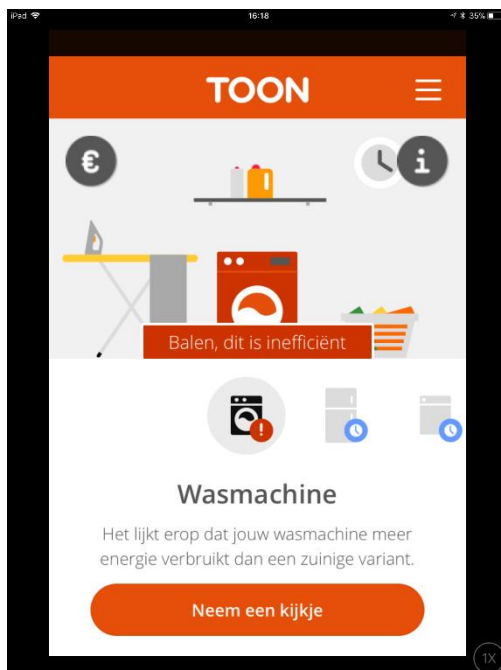 iPad 16:18 35%
TOON
€ i
Balen, dit is inefficiënt
!
Wasmachine
Het lijkt erop dat jouw wasmachine meer
energie verbruikt dan een zuinige variant.
Neem een kijkje
1X